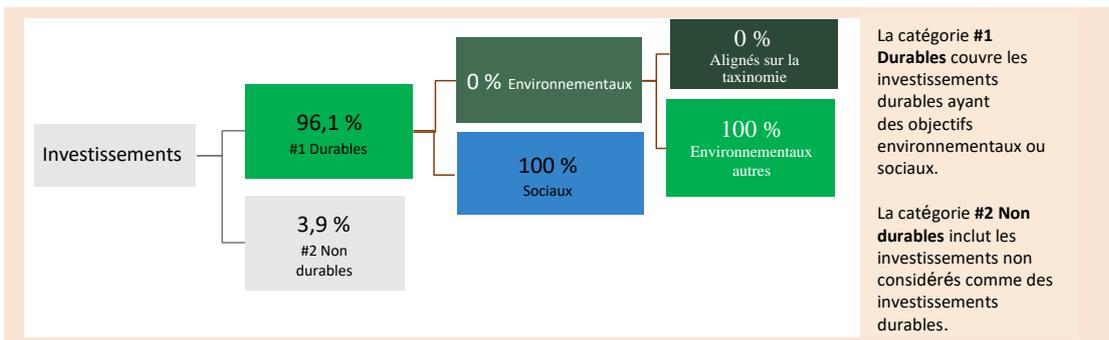 Investissements
96,1 %
#1 Durables
3,9 %
#2 Non
durables
0 % Environnementaux
100 %
Sociaux
0 %
Alignés sur la
taxinomie
100 %
Environnementaux
autres
La catégorie #1
Durables couvre les
investissements
durables ayant
des objectifs
environnementaux ou
sociaux.
La catégorie #2 Non
durables inclut les
investissements non
considérés comme des
investissements
durables.